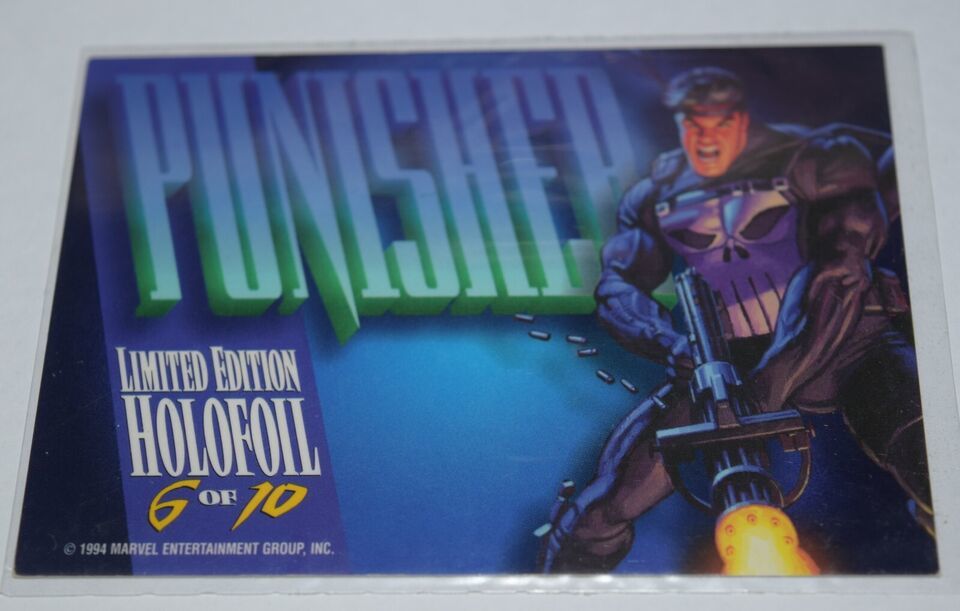 PUNISHER
LIMITED EDITION
HOLOFOIL
6 OF 10
© 1994 MARVEL ENTERTAINMENT GROUP, INC.